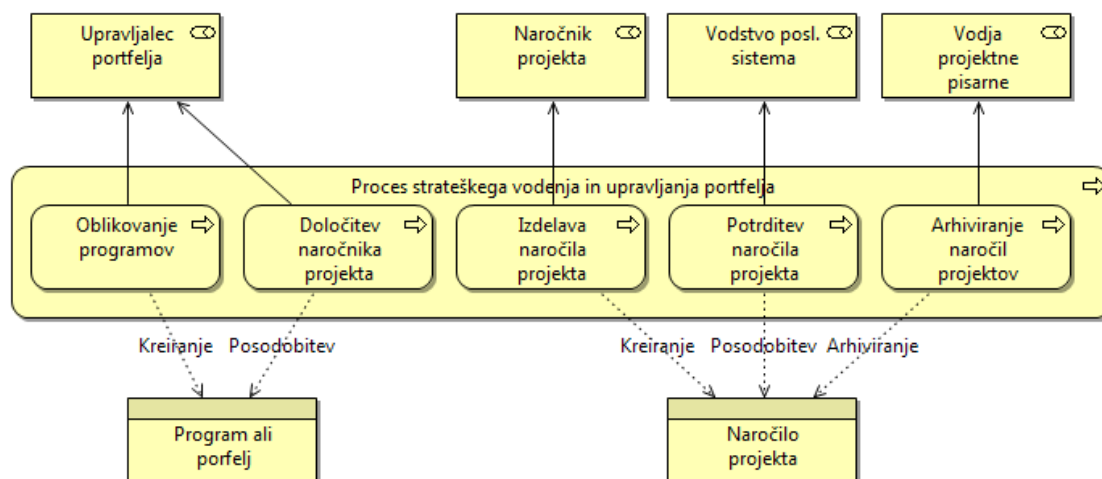 Upravljalec
portfelja
Naročnik
projekta
Vodstvo posl.
sistema
Vodja
projektne
pisarne
Proces strateškega vodenja in upravljanja portfelja
Oblikovanje
programov
Določitev
naročnika
projekta
Izdelava
naročila
projekta
Potrditev
naročila
projekta
Arhiviranje
naročil
projektov
Kreiranje
Posodobitev
Kreiranje
Posodobitev
Arhiviranje
Program ali
porfelj
Naročilo
projekta